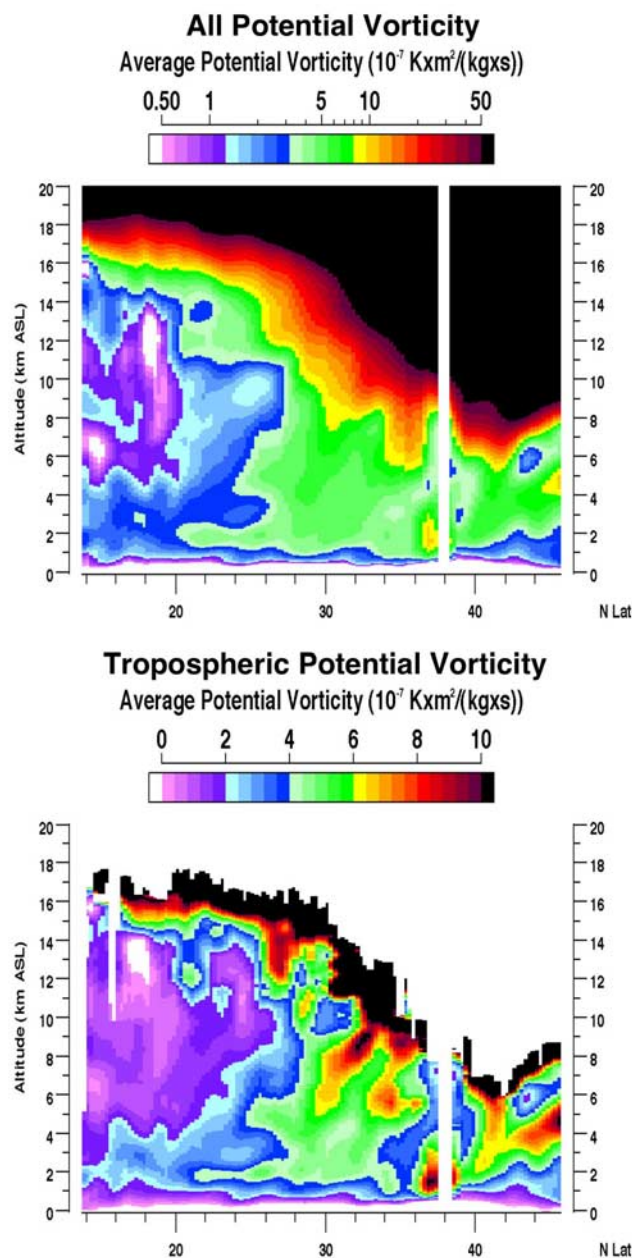 All Potential Vorticity
Average Potential Vorticity (10⁻⁷ Kxm²/(kgxs))
0.50 1 5 10 50
20 20
18 18
16 16
14 14
12 12
10 10
8 8
6 6
4 4
2 2
0 0
Altitude (km ASL)
20 30 40 N Lat
Tropospheric Potential Vorticity
Average Potential Vorticity (10⁻⁷ Kxm²/(kgxs))
0 2 4 6 8 10
20 20
18 18
16 16
14 14
12 12
10 10
8 8
6 6
4 4
2 2
0 0
Altitude (km ASL)
20 30 40 N Lat